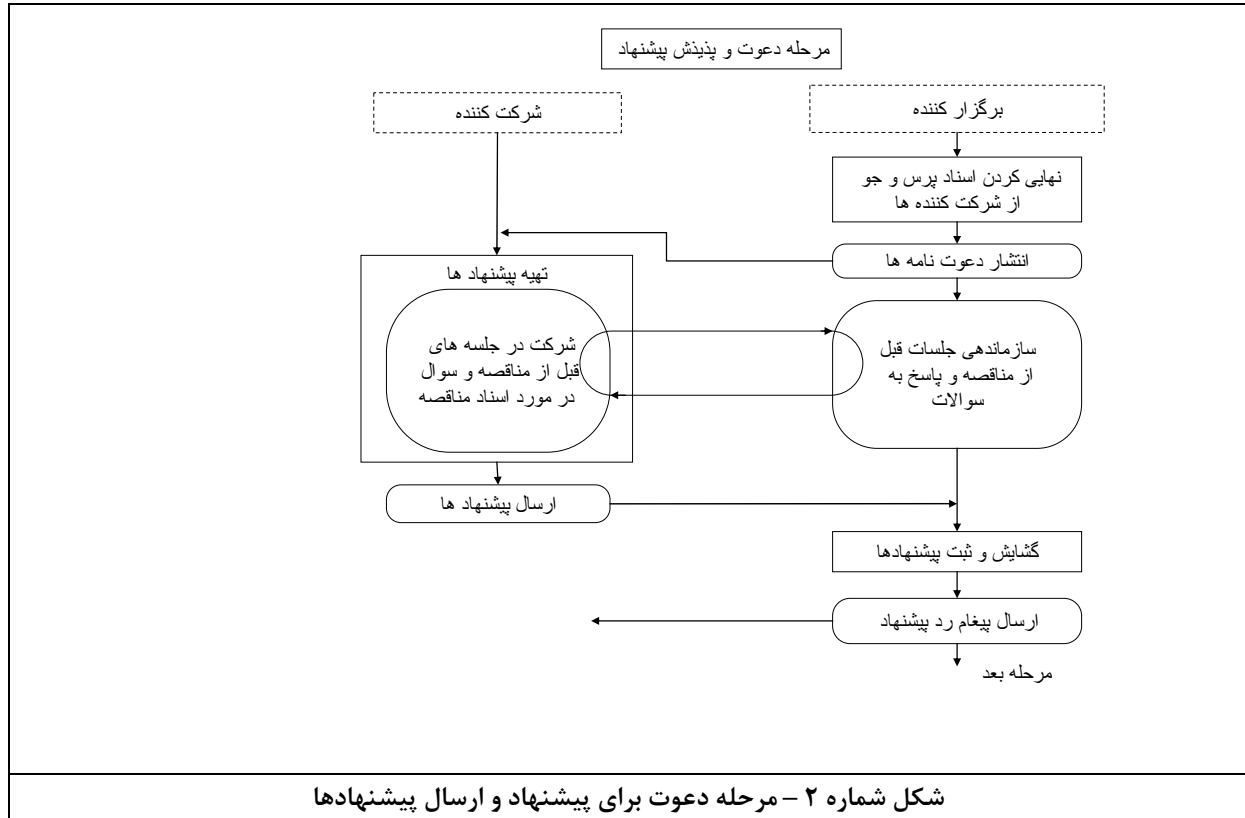 مرحله دعوت و پذیذش پیشنهاد
برگزار کننده
شرکت کننده
نهایی کردن اسناد پرس و جو
از شرکت کننده ها
انتشار دعوت نامه ها
تهیه پیشنهاد ها
سازماندهی جلسات قبل
از مناقصه و پاسخ به
سوالات
شرکت در جلسه های
قبل از مناقصه و سوال
در مورد اسناد مناقصه
ارسال پیشنهاد ها
گشایش و ثبت پیشنهادها
ارسال پیغام رد پیشنهاد
مرحله بعد
شکل شماره ۲ – مرحله دعوت برای پیشنهاد و ارسال پیشنهادها